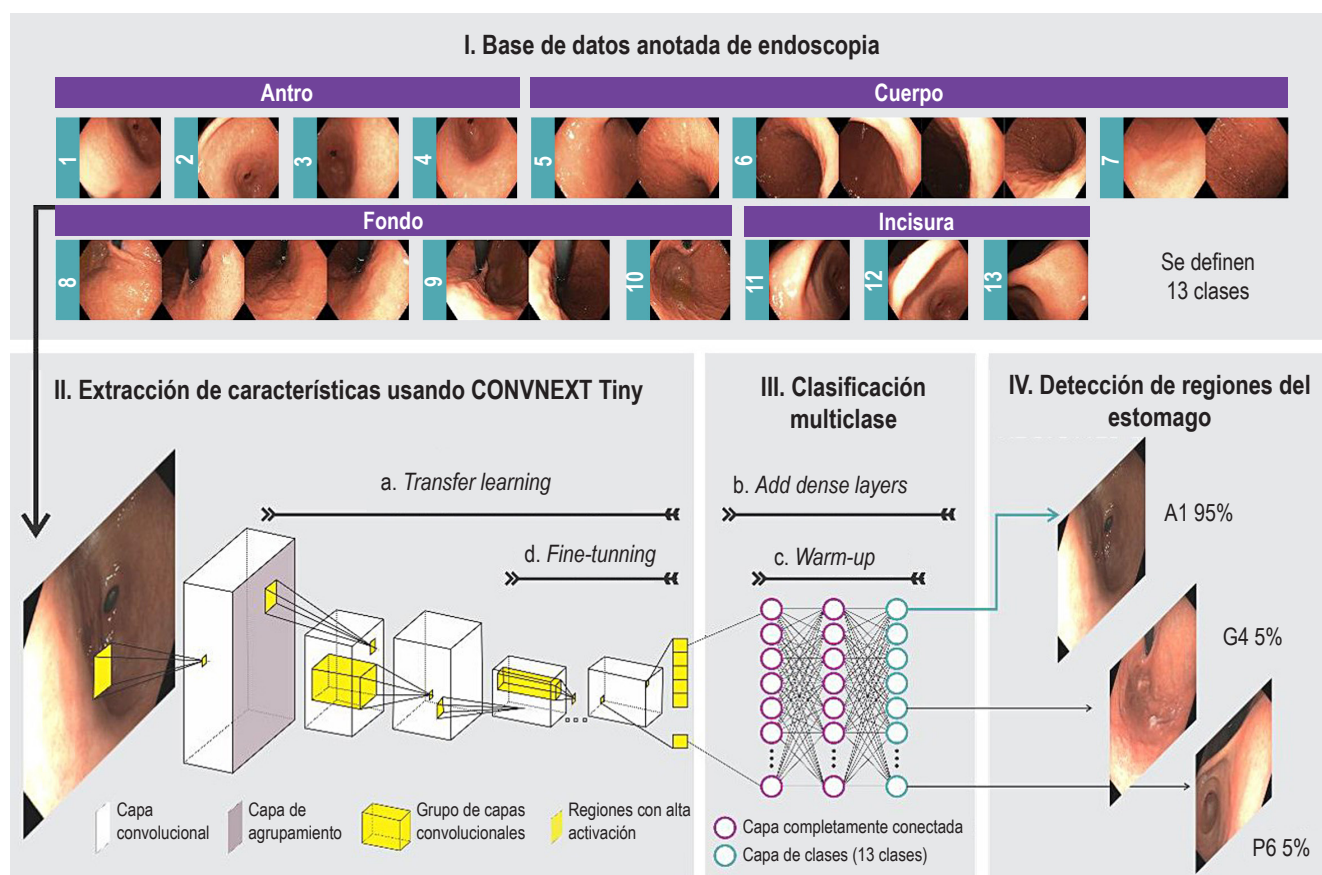 I. Base de datos anotada de endoscopia
Antro
Cuerpo
1
2
3
4
5
6
7
Fondo
Incisura
8
9
10
11
12
13
Se definen
13 clases
II. Extracción de características usando CONVNEXT Tiny
a. Transfer learning
d. Fine-tunning
...
Capa
convolucional
Capa de
agrupamiento
Grupo de capas
convolucionales
Regiones con alta
activación
III. Clasificación
multiclase
b. Add dense layers
c. Warm-up
Capa completamente conectada
Capa de clases (13 clases)
IV. Detección de regiones del
estomago
A1 95%
G4 5%
P6 5%